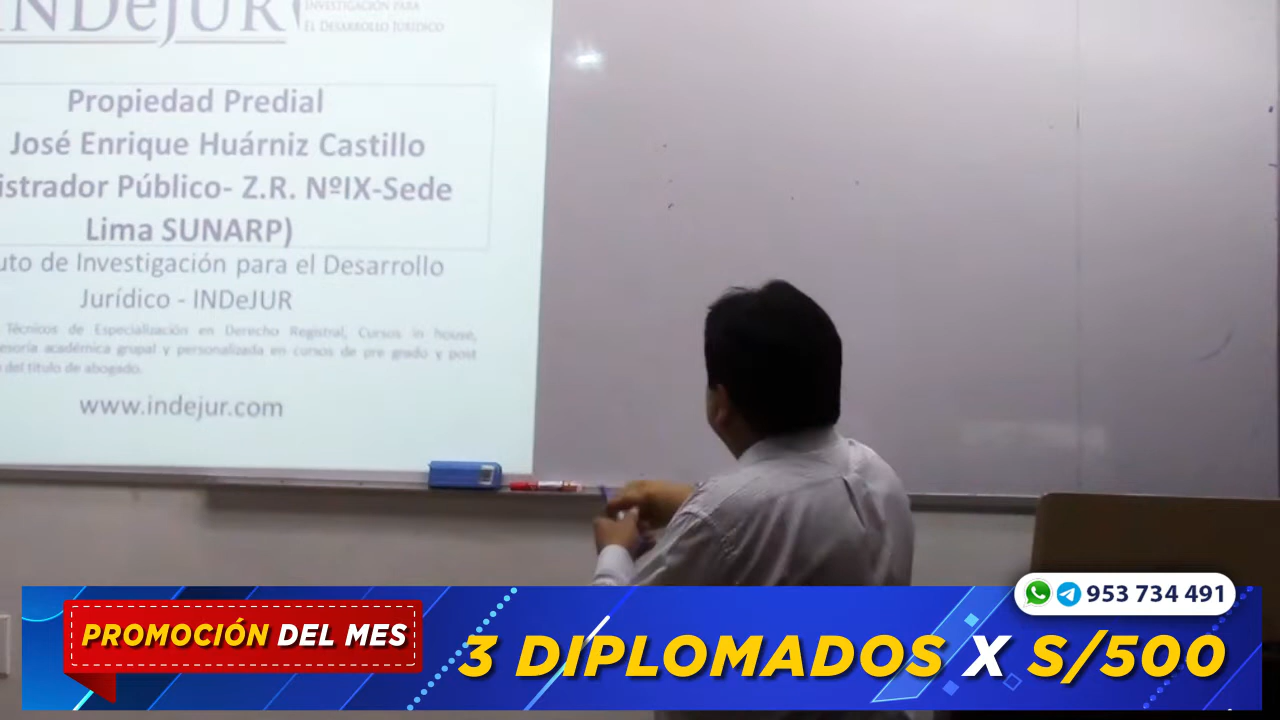 INDeJUR
INVESTIGACIÓN PARA
EL DESARROLLO JURÍDICO
Propiedad Predial
José Enrique Huárniz Castillo
istrador Público- Z.R. NºIX-Sede
Lima SUNARP)
uto de Investigación para el Desarrollo
Jurídico - INDeJUR
Técnicos de Especialización en Derecho Registral, Cursos in house,
esoría académica grupal y personalizada en cursos de pre grado y post
del título de abogado.
www.indejur.com
953 734 491
PROMOCIÓN DEL MES
3 DIPLOMADOS X S/500